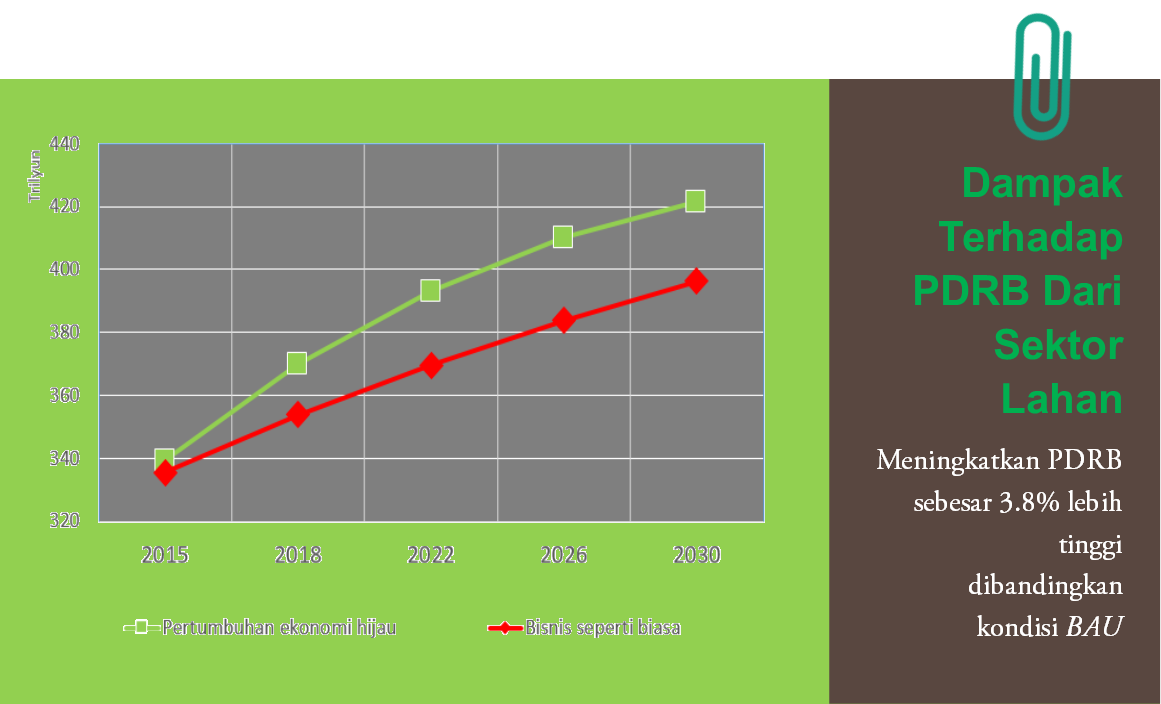 Trilyun
440
420
400
380
360
340
320
2015 2018 2022 2026 2030
Pertumbuhan ekonomi hijau Bisnis seperti biasa
Dampak
Terhadap
PDRB Dari
Sektor
Lahan
Meningkatkan PDRB
sebesar 3.8% lebih
tinggi
dibandingkan
kondisi BAU